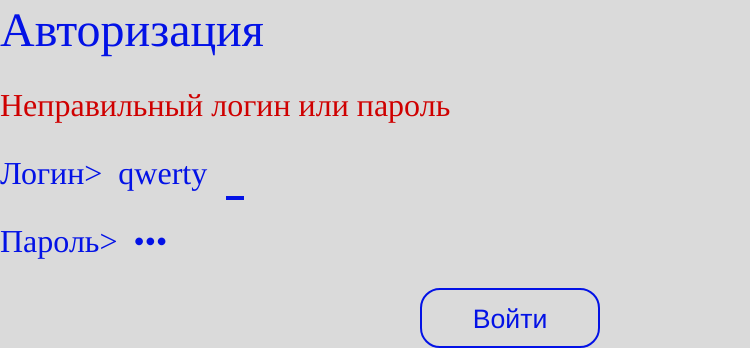 Авторизация
Неправильный логин или пароль
Логин> qwerty _
Пароль> •••
Войти